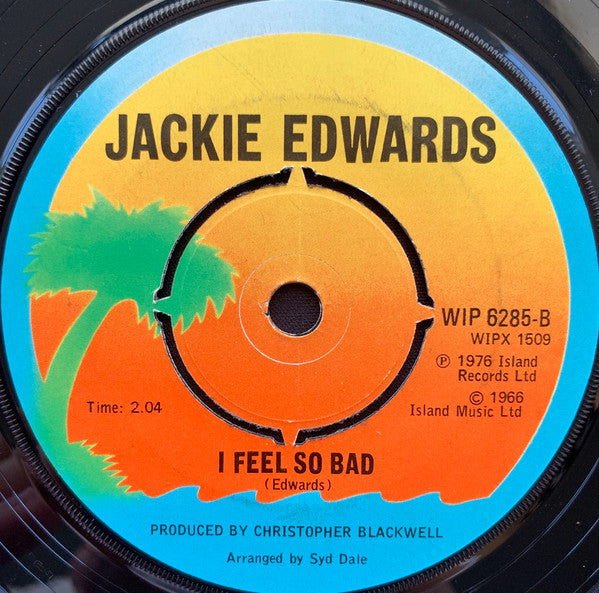 JACKIE EDWARDS
WIP 6285-B
WIPX 1509
Ⓟ 1976 Island
Records Ltd
© 1966
Island Music Ltd
Time: 2.04
I FEEL SO BAD
(Edwards)
PRODUCED BY CHRISTOPHER BLACKWELL
Arranged by Syd Dale